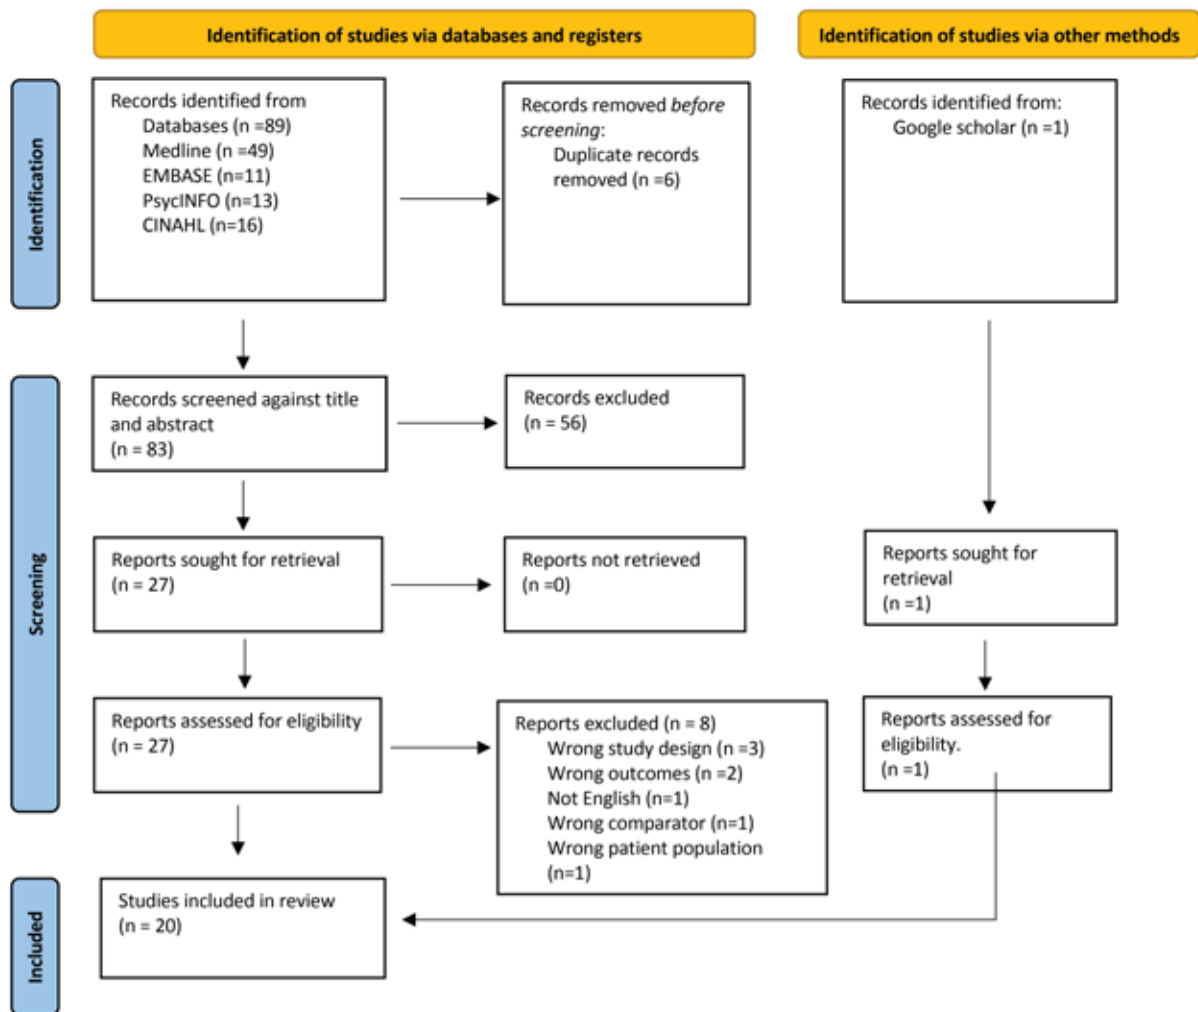 Identification of studies via databases and registers
Identification of studies via other methods
Identification
Records identified from
Databases (n =89)
Medline (n =49)
EMBASE (n=11)
PsycINFO (n=13)
CINAHL (n=16)
Records removed before
screening:
Duplicate records
removed (n =6)
Records identified from:
Google scholar (n =1)
Screening
Records screened against title
and abstract
(n = 83)
Records excluded
(n = 56)
Reports sought for retrieval
(n = 27)
Reports not retrieved
(n =0)
Reports sought for
retrieval
(n =1)
Reports assessed for eligibility
(n = 27)
Reports excluded (n = 8)
Wrong study design (n =3)
Wrong outcomes (n =2)
Not English (n=1)
Wrong comparator (n=1)
Wrong patient population
(n=1)
Reports assessed for
eligibility.
(n =1)
Included
Studies included in review
(n = 20)